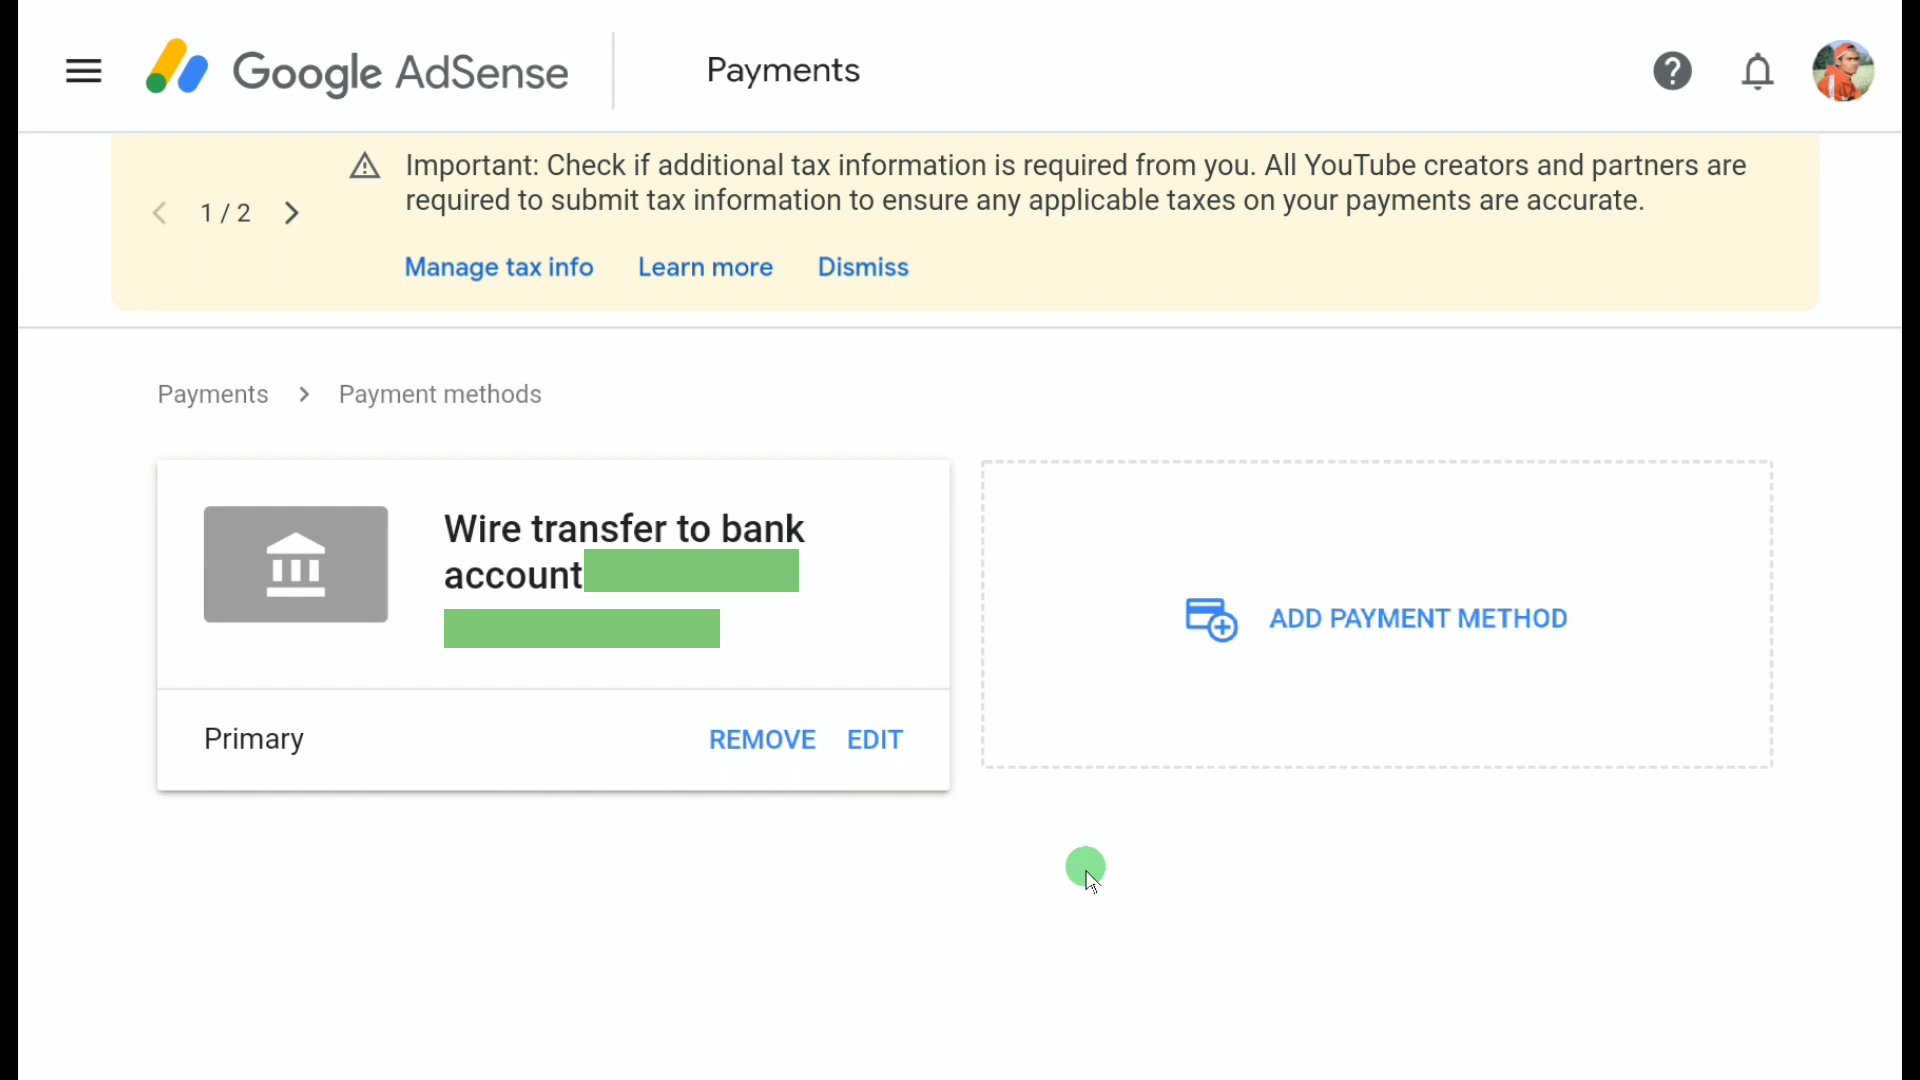 Google AdSense
Payments
1 / 2
Important: Check if additional tax information is required from you. All YouTube creators and partners are
required to submit tax information to ensure any applicable taxes on your payments are accurate.
Manage tax info Learn more Dismiss
Payments > Payment methods
Wire transfer to bank
account
ADD PAYMENT METHOD
Primary
REMOVE EDIT